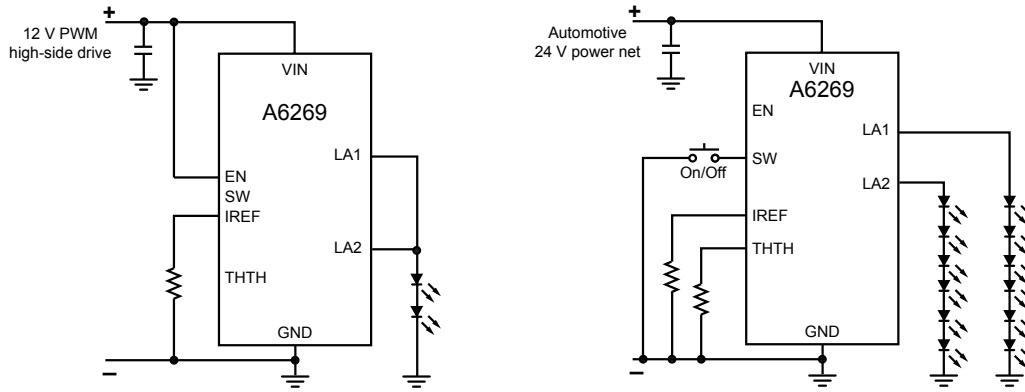 +
12 V PWM
high-side drive
VIN
A6269
LA1
EN
SW
IREF
LA2
THTH
GND
–
+
Automotive
24 V power net
VIN
A6269
EN
LA1
SW
On/Off
LA2
IREF
THTH
GND
–